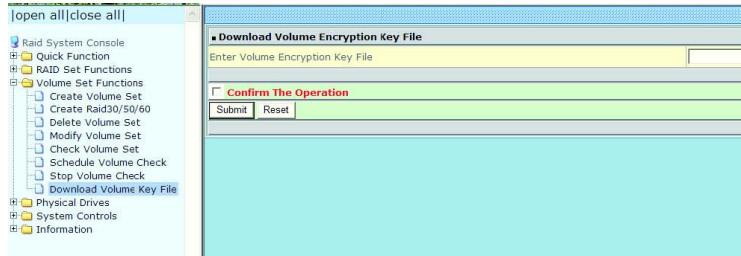 |open all|close all|
Raid System Console
Quick Function
RAID Set Functions
Volume Set Functions
Create Volume Set
Create Raid30/50/60
Delete Volume Set
Modify Volume Set
Check Volume Set
Schedule Volume Check
Stop Volume Check
Download Volume Key File
Physical Drives
System Controls
Information
Download Volume Encryption Key File
Enter Volume Encryption Key File
Confirm The Operation
Submit Reset